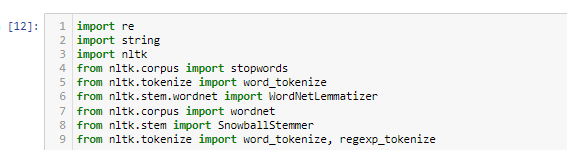 [12]:
1 import re
2 import string
3 import nltk
4 from nltk.corpus import stopwords
5 from nltk.tokenize import word_tokenize
6 from nltk.stem.wordnet import WordNetLemmatizer
7 from nltk.corpus import wordnet
8 from nltk.stem import SnowballStemmer
9 from nltk.tokenize import word_tokenize, regexp_tokenize